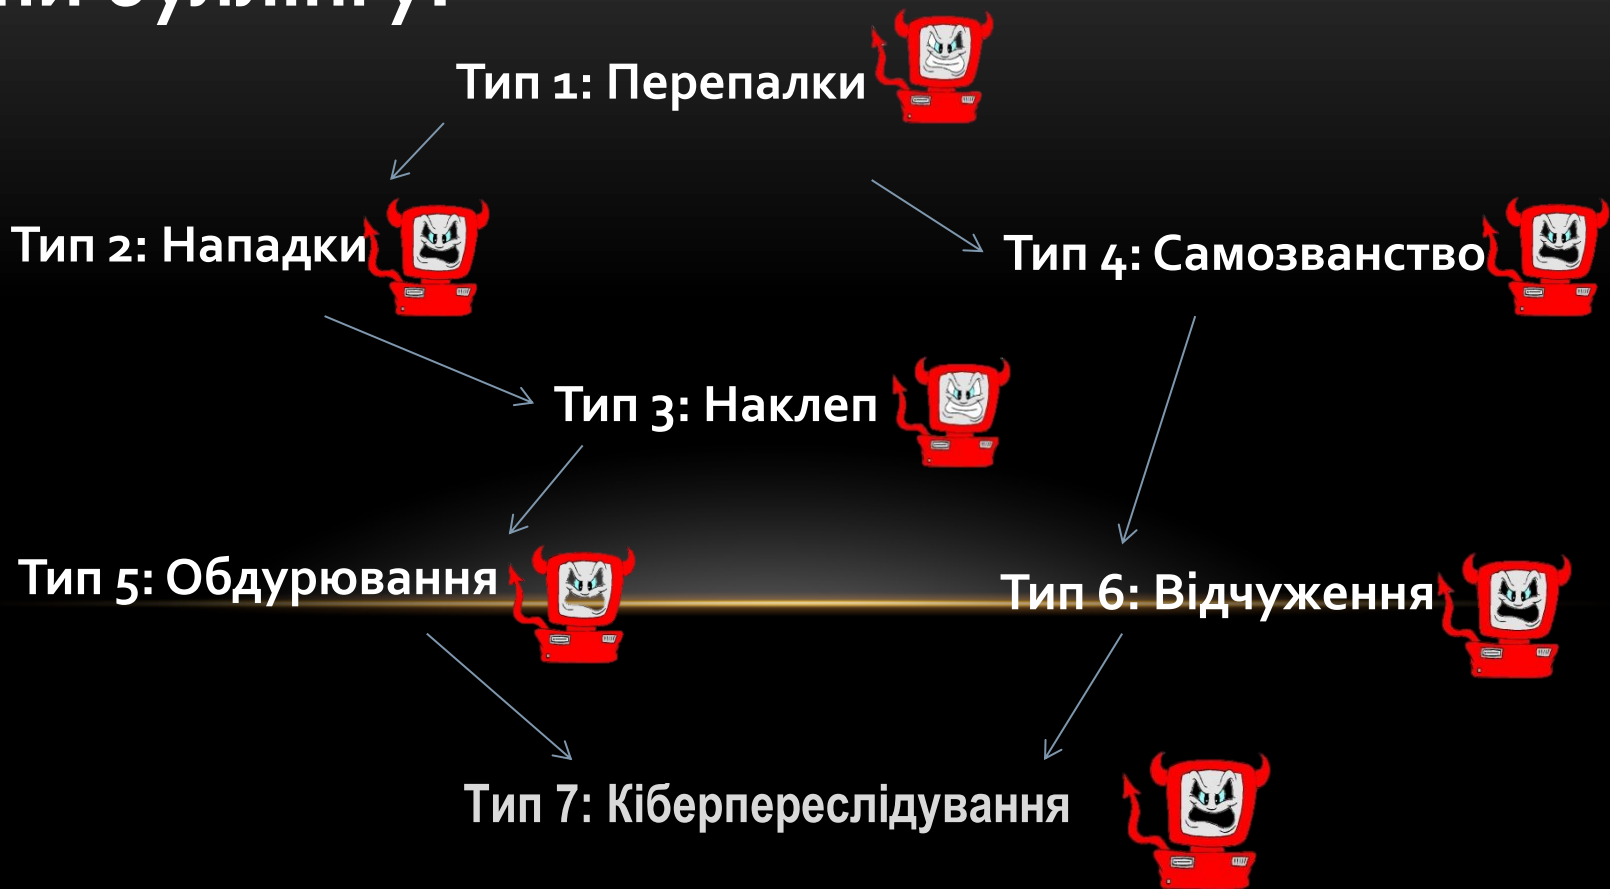 Тип 1: Перепалки
Тип 2: Нападки
Тип 4: Самозванство
Тип 3: Наклеп
Тип 5: Обдурювання
Тип 6: Відчуження
Тип 7: Кіберпереслідування